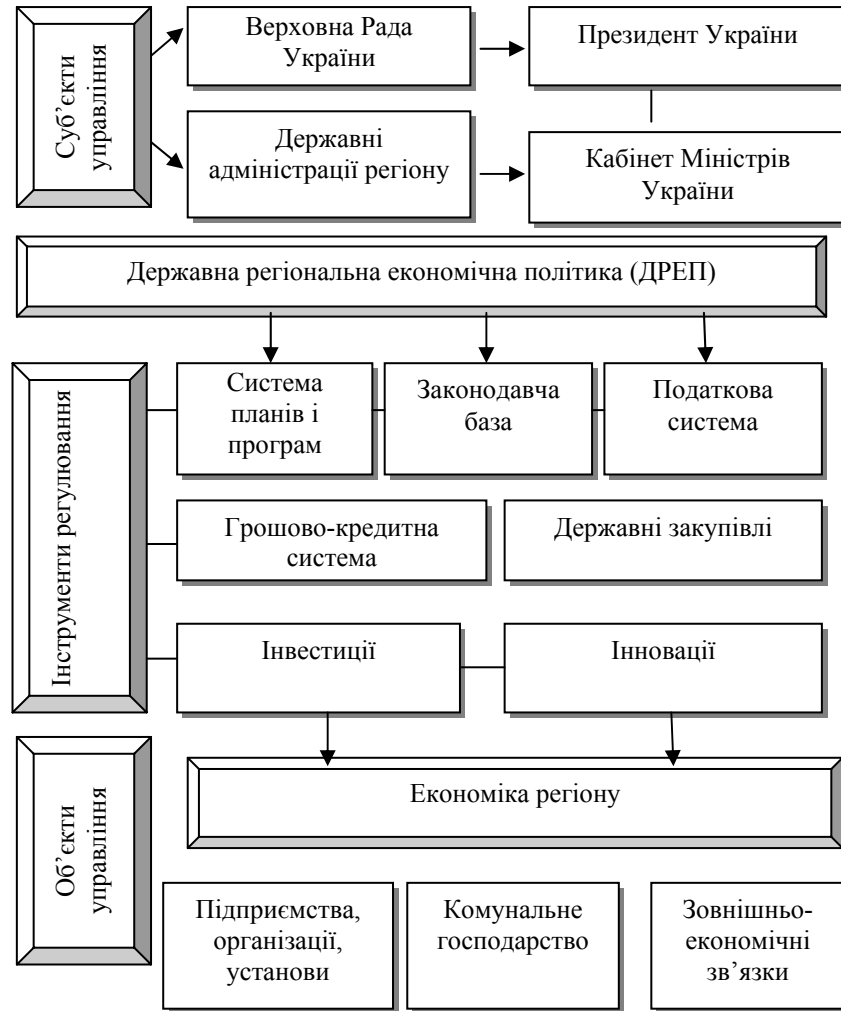 Суб’єкти
управління
Верховна Рада
України
Президент України
Державні
адміністрації регіону
Кабінет Міністрів
України
Державна регіональна економічна політика (ДРЕП)
Інструменти регулювання
Система
планів і
програм
Законодавча
база
Податкова
система
Грошово-кредитна
система
Державні закупівлі
Інвестиції
Інновації
Об’єкти
управління
Економіка регіону
Підприємства,
організації,
установи
Комунальне
господарство
Зовнішньо-
економічні
зв’язки